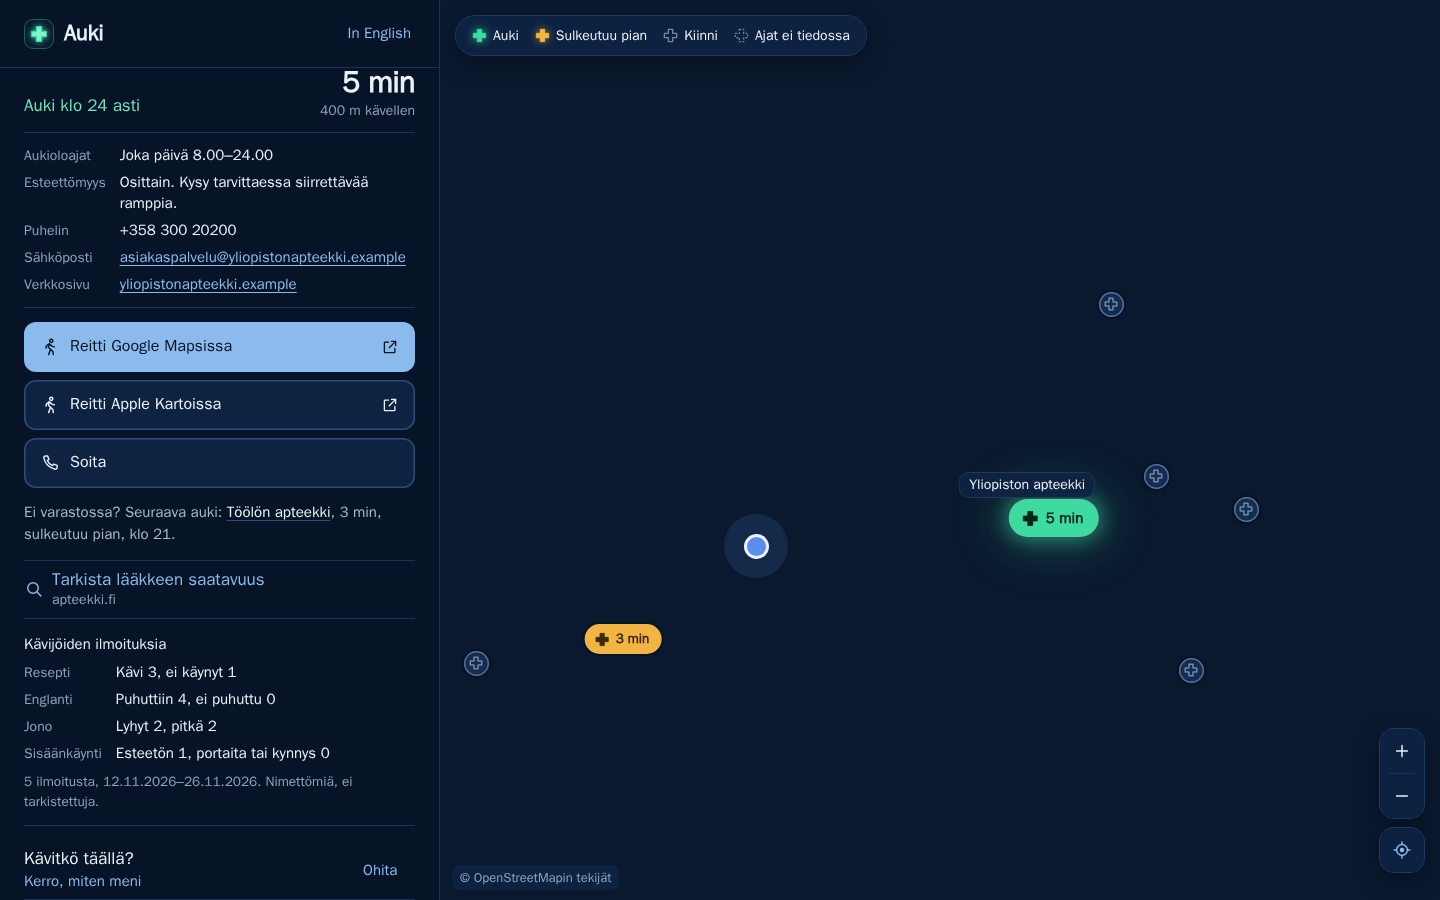 Auki
In English
5 min
Auki klo 24 asti
400 m kävellen
Aukioloajat Joka päivä 8.00–24.00
Esteettömyys Osittain. Kysy tarvittaessa siirrettävää
ramppia.
Puhelin +358 300 20200
Sähköposti asiakaspalvelu@yliopistonapteekki.example
Verkkosivu yliopistonapteekki.example
Reitti Google Mapsissa
Reitti Apple Kartoissa
Soita
Ei varastossa? Seuraava auki: Töölön apteekki, 3 min,
sulkeutuu pian, klo 21.
Tarkista lääkkeen saatavuus
apteekki.fi
Kävijöiden ilmoituksia
Resepti Kävi 3, ei käynyt 1
Englanti Puhuttiin 4, ei puhuttu 0
Jono Lyhyt 2, pitkä 2
Sisäänkäynti Esteetön 1, portaita tai kynnys 0
5 ilmoitusta, 12.11.2026–26.11.2026. Nimettömiä, ei
tarkistettuja.
Kävitkö täällä?
Kerro, miten meni
Ohita
Auki Sulkeutuu pian Kiinni Ajat ei tiedossa
Yliopiston apteekki
5 min
3 min
© OpenStreetMapin tekijät